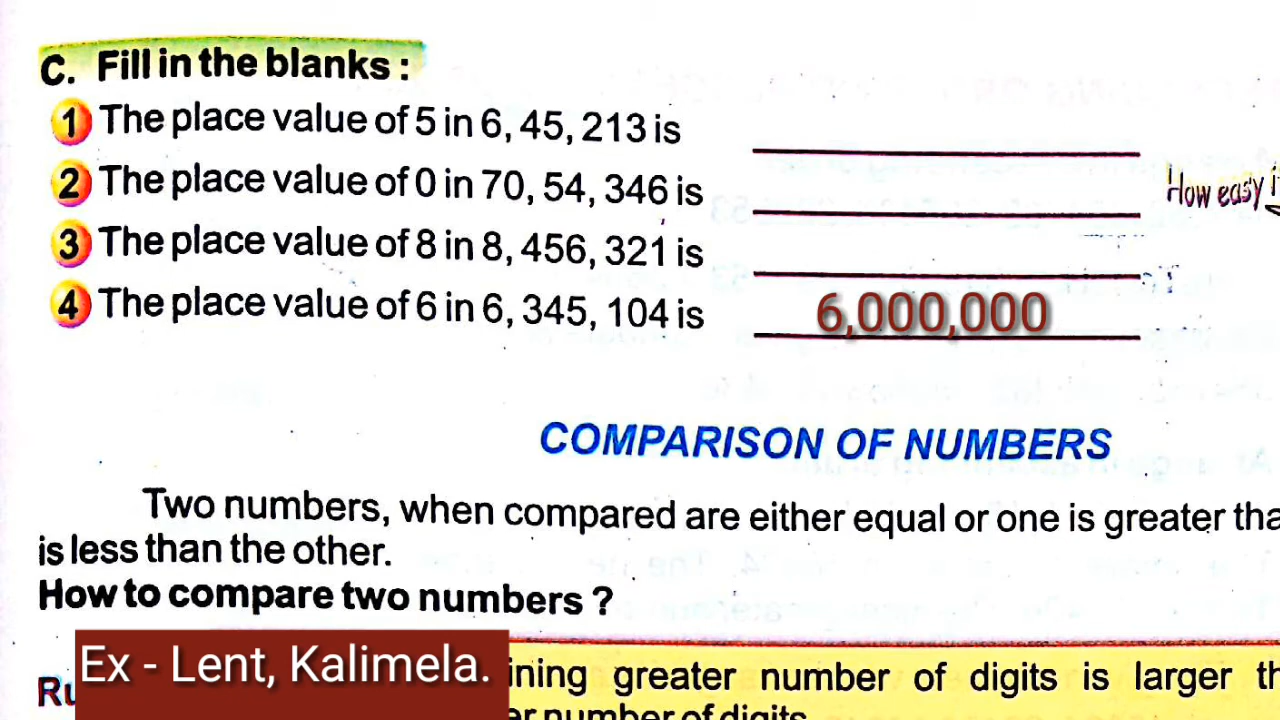 C. Fill in the blanks :
1 The place value of 5 in 6, 45, 213 is
2 The place value of 0 in 70, 54, 346 is
How easy
3 The place value of 8 in 8, 456, 321 is
4 The place value of 6 in 6, 345, 104 is 6,000,000
COMPARISON OF NUMBERS
Two numbers, when compared are either equal or one is greater
is less than the other.
How to compare two numbers ?
Ex - Lent, Kalimela.
greater number of digits is larger
number of digits